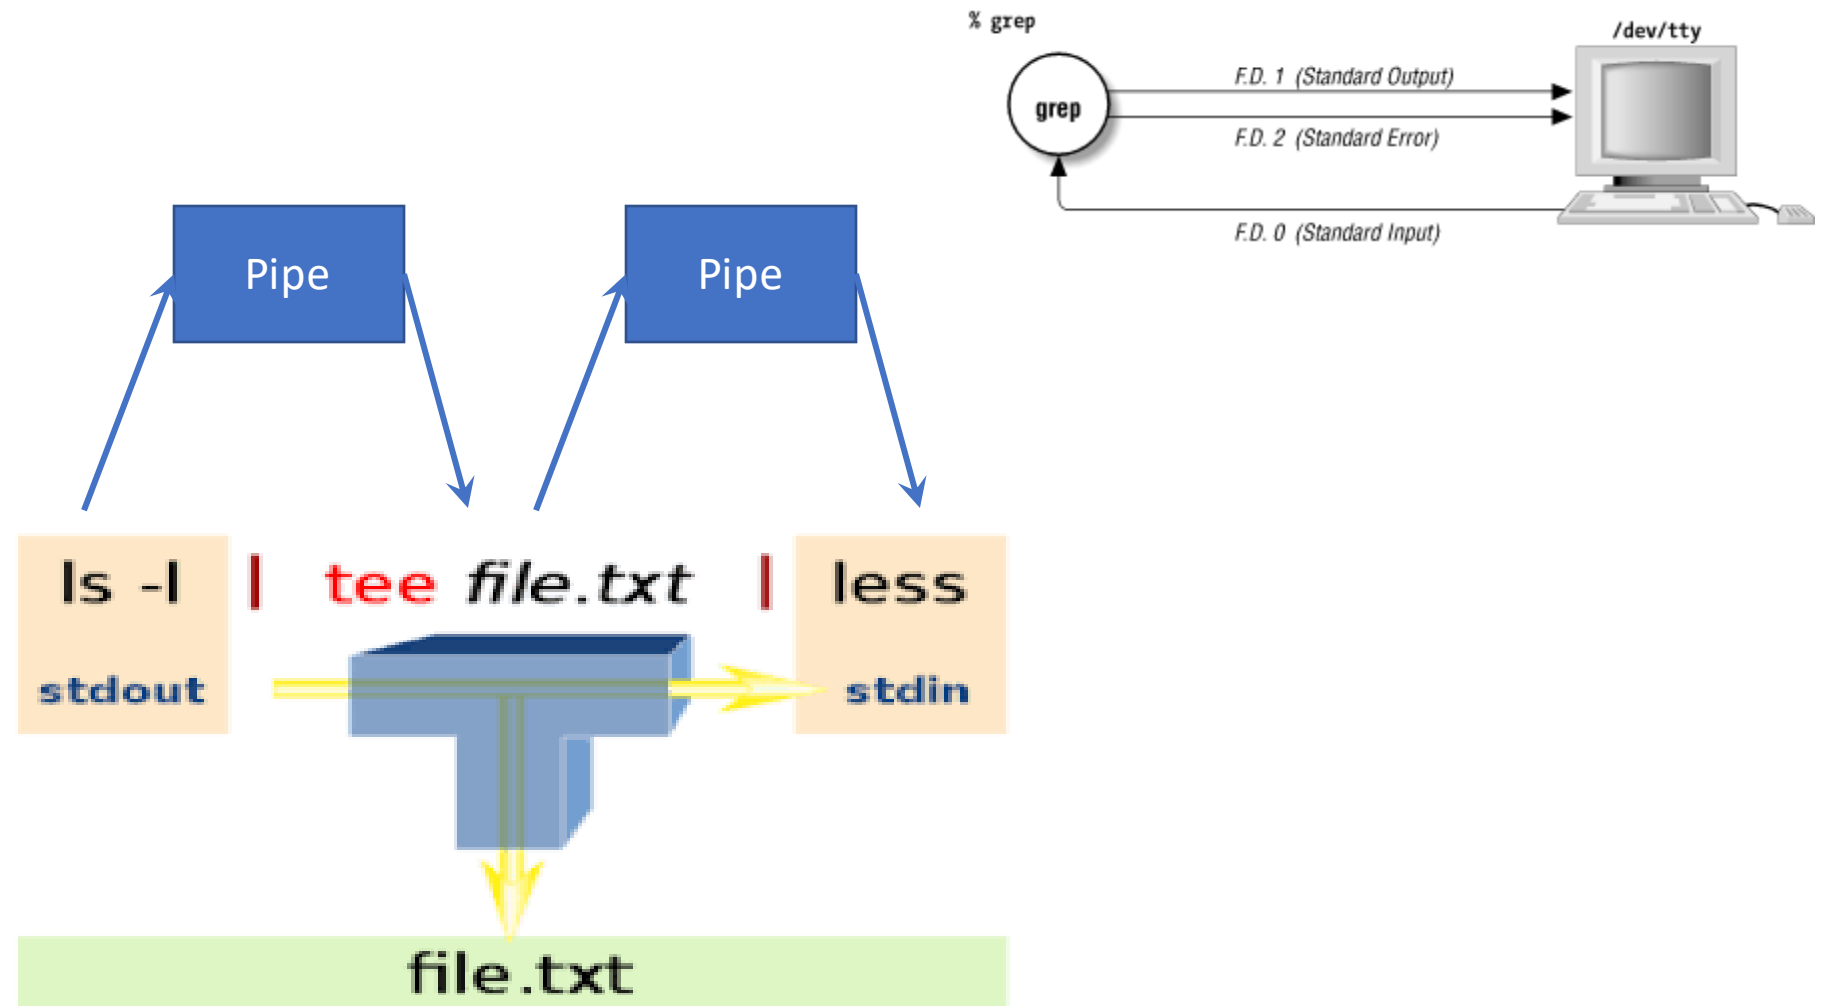 % grep
/dev/tty
F.D. 1 (Standard Output)
grep
F.D. 2 (Standard Error)
F.D. 0 (Standard Input)
Pipe
Pipe
ls -l | tee file.txt | less
stdout
stdin
file.txt